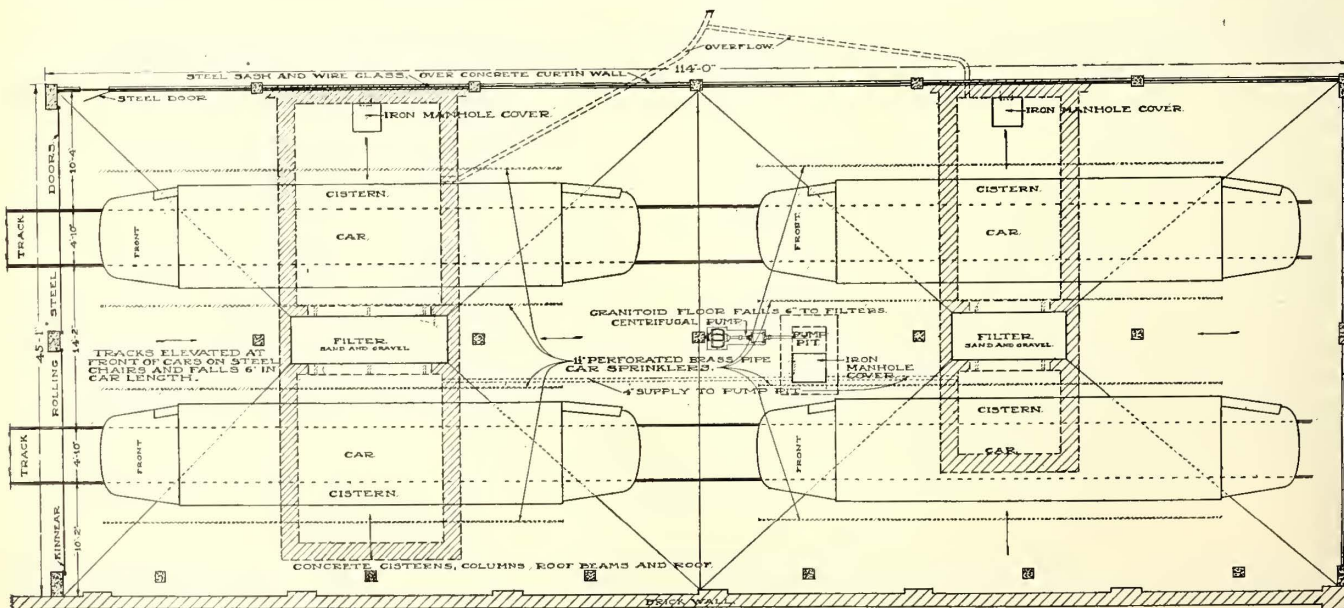 OVERFLOW.
114'-0"
STEEL SASH AND WIRE GLASS, OVER CONCRETE CURTIN WALL
STEEL DOOR
IRON MANHOLE COVER.
IRON MANHOLE COVER.
DOORS
10'-4"
CISTERN.
CISTERN.
TRACK
4'-10"
FRONT
CAR.
FRONT
CAR.
STEEL
45'-1"
14'-2"
GRANITOID FLOOR FALLS 6" TO FILTERS.
CENTRIFUGAL PUMP
PUMP
PIT.
FILTER.
SAND AND GRAVEL
FILTER
SAND AND GRAVEL
TRACKS ELEVATED AT
FRONT OF CARS ON STEEL
CHAIRS AND FALLS 6" IN
CAR LENGTH.
PERFORATED BRASS PIPE
CAR SPRINKLERS.
IRON
MANHOLE
COVER.
ROLLING
4" SUPPLY TO PUMP PIT.
CISTERN.
TRACK
4'-10"
FRONT
CAR
FRONT
CAR.
CISTERN.
KINNEAR
10'-2"
CONCRETE CISTERNS, COLUMNS, ROOF BEAMS AND ROOF.
BRICK WALL.